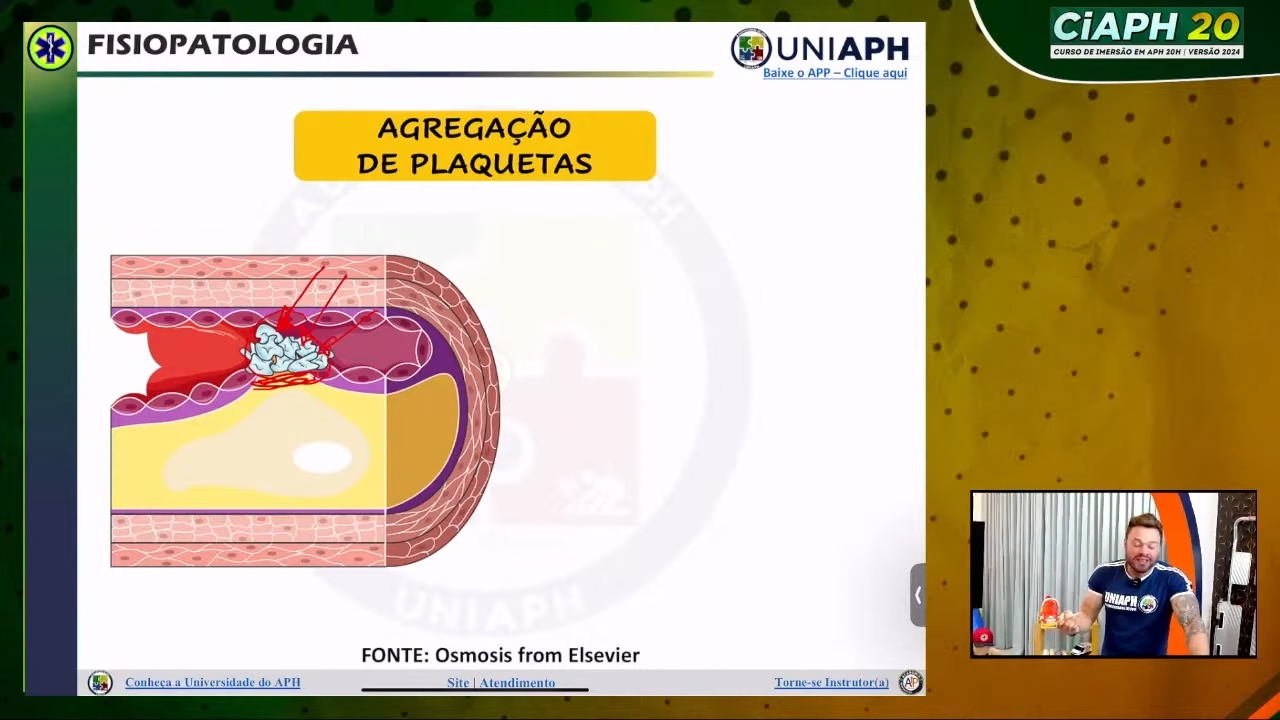 FISIOPATOLOGIA
UNIAPH
Baixe o APP – Clique aqui
CiAPH 20
CURSO DE IMERSÃO EM APH 20H | VERSÃO 2024
AGREGAÇÃO
DE PLAQUETAS
UNIAPH
UNIAPH
FONTE: Osmosis from Elsevier
Conheça a Universidade do APH
Site | Atendimento
Torne-se Instrutor(a)